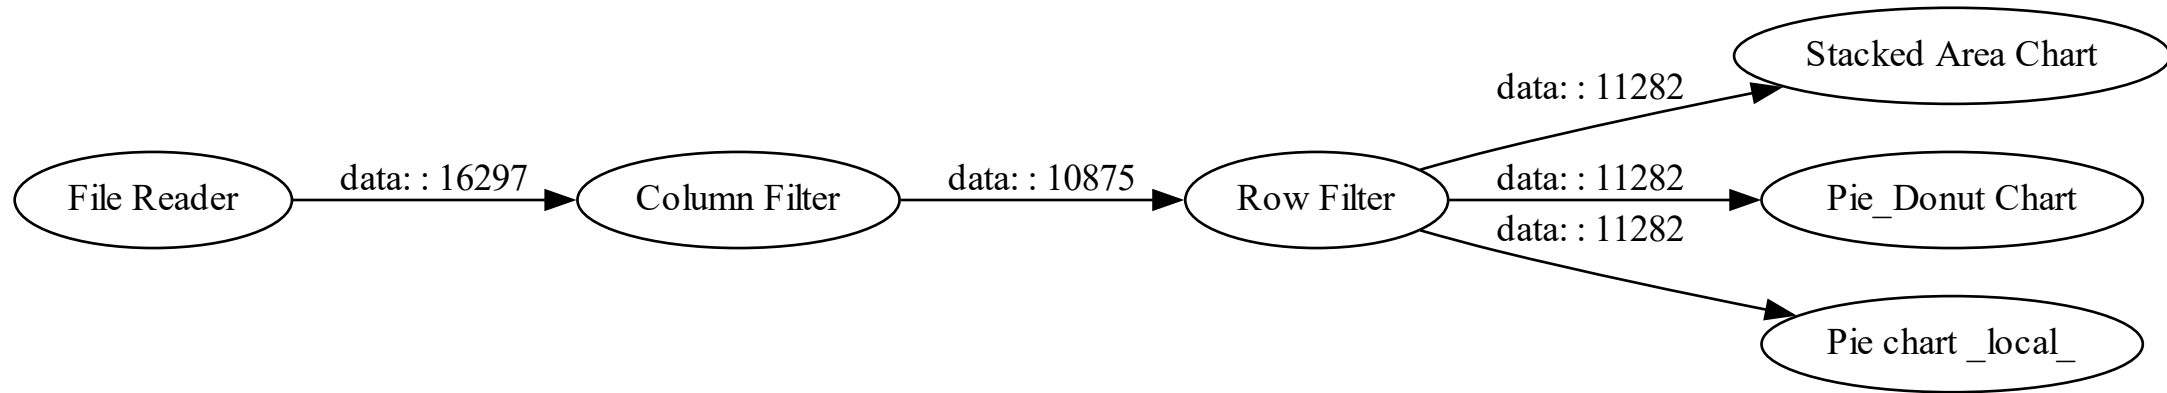 File Reader
data: : 16297
Column Filter
data: : 10875
Row Filter
data: : 11282
Stacked Area Chart
data: : 11282
Pie_Donut Chart
data: : 11282
Pie chart _local_